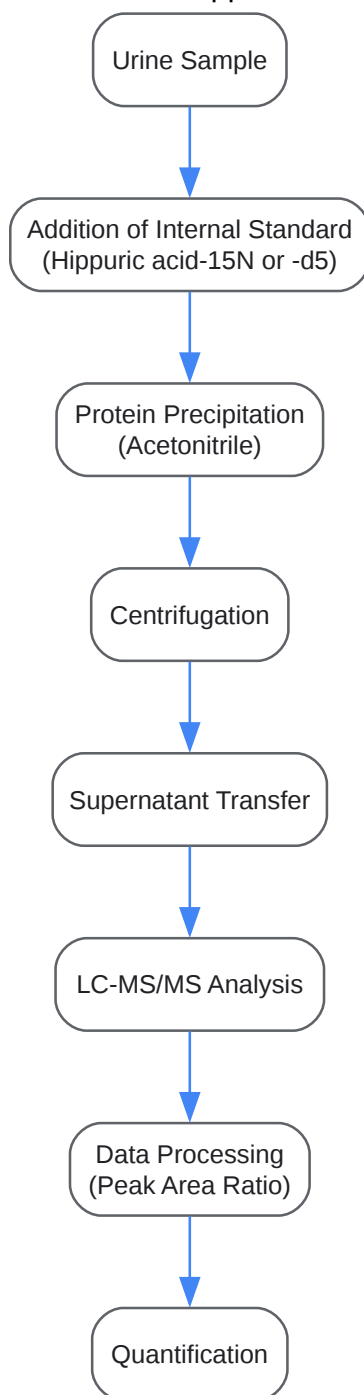 Urine Sample
Addition of Internal Standard
(Hippuric acid-15N or -d5)
Protein Precipitation
(Acetonitrile)
Centrifugation
Supernatant Transfer
LC-MS/MS Analysis
Data Processing
(Peak Area Ratio)
Quantification